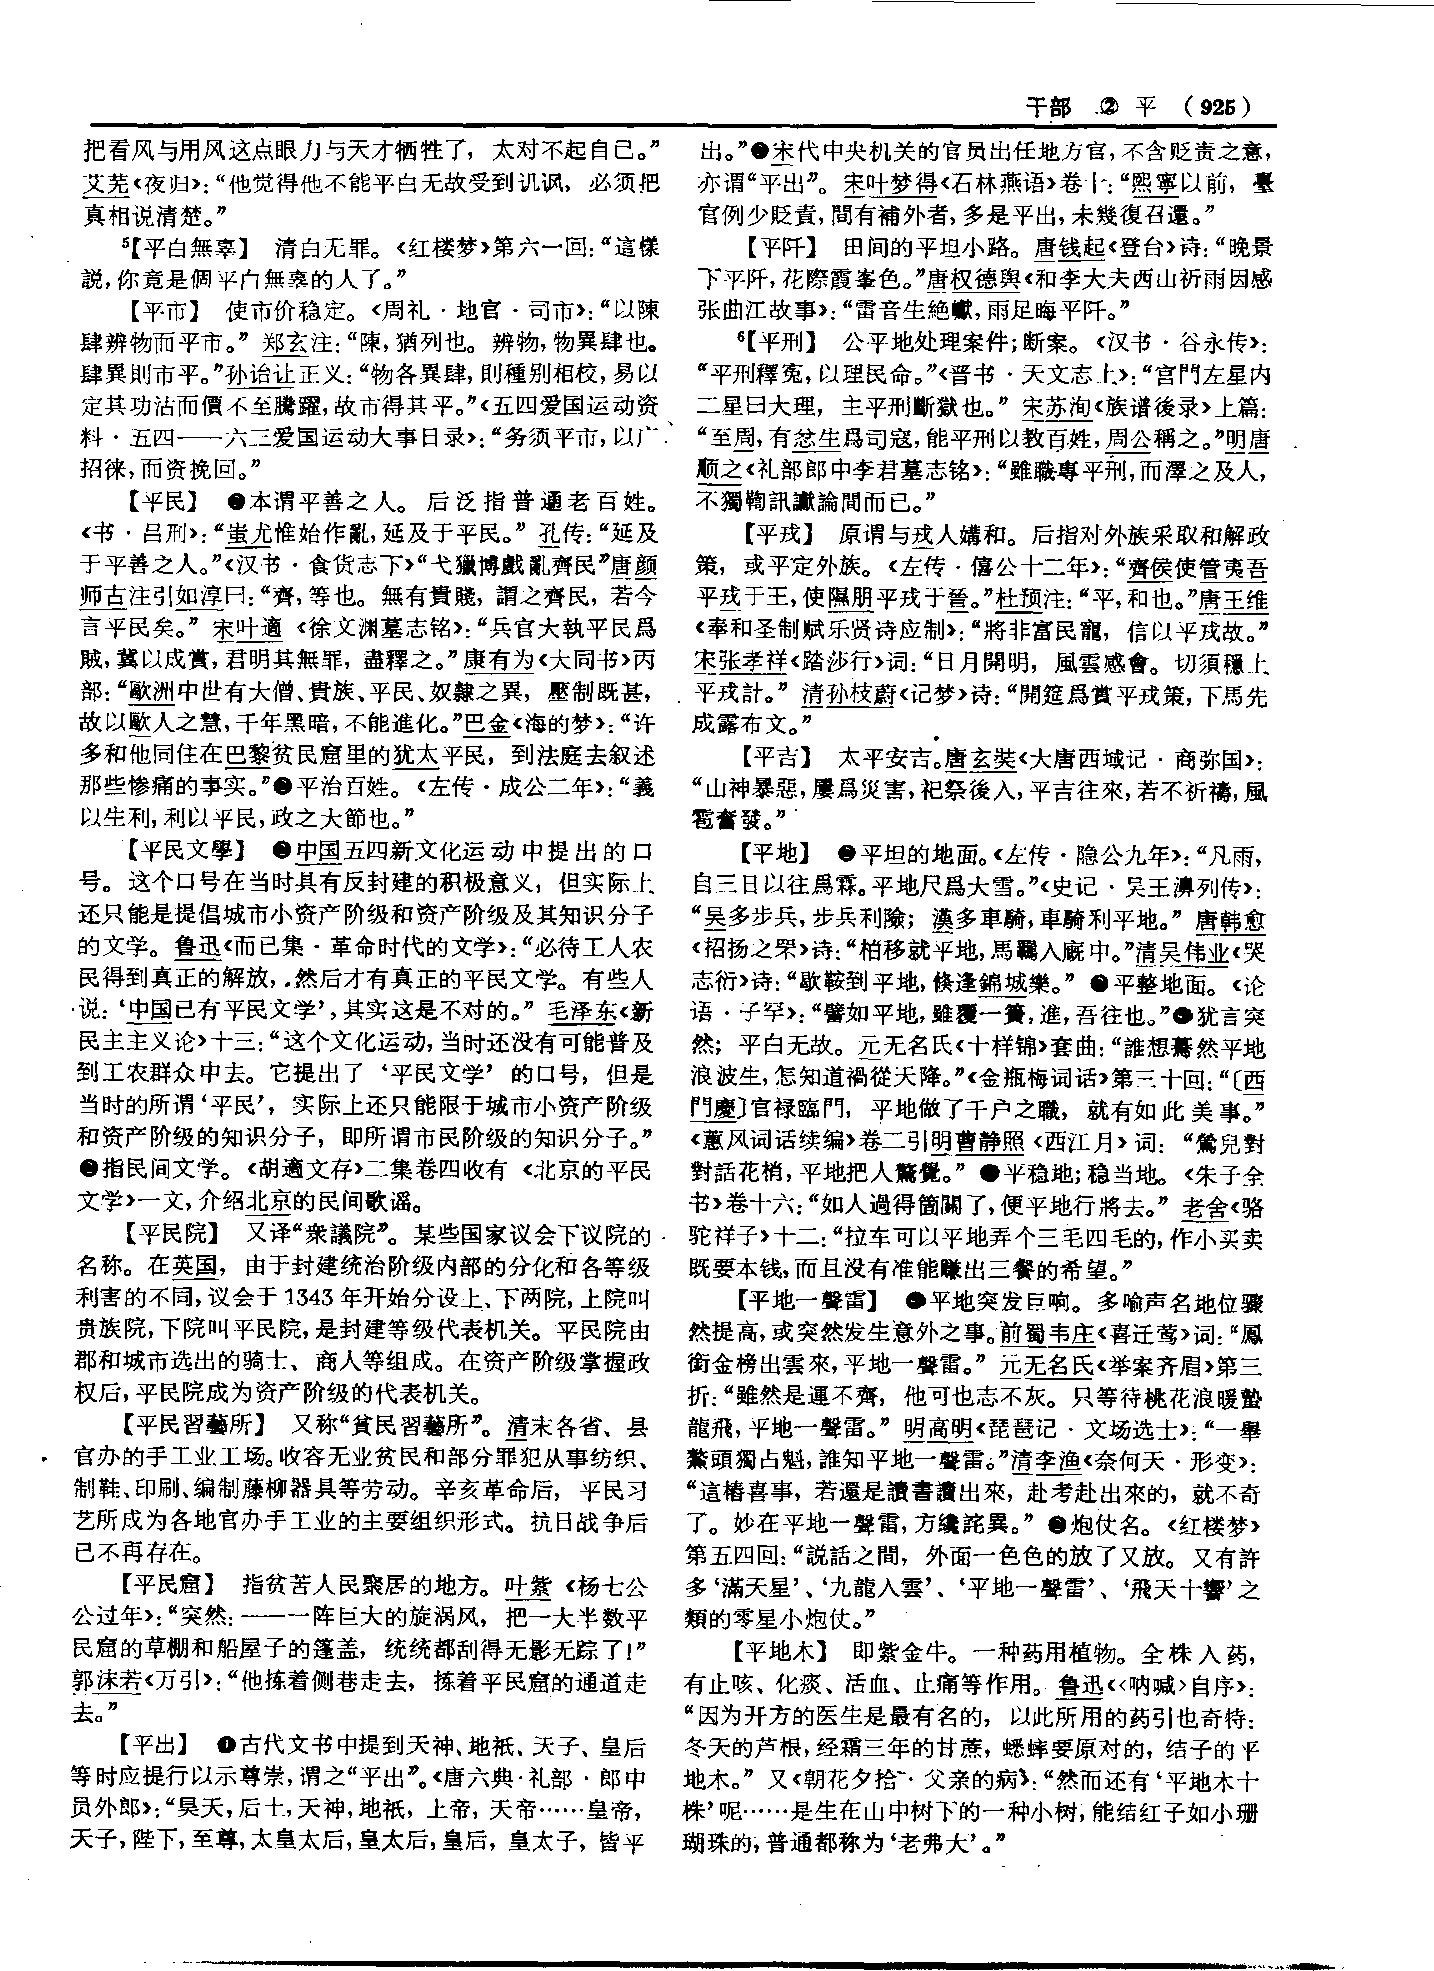 干部 ② 平 (925)
把看风与用风这点眼力与天才牺牲了，太对不起自己。”
艾芜《夜归》：“他觉得他不能平白无故受到讥讽，必须把
真相说清楚。”
⁵【平白無辜】 清白无罪。《红楼梦》第六一回：“這樣
説，你竟是個平白無辜的人了。”
【平市】 使市价稳定。《周礼·地官·司市》：“以陳
肆辨物而平市。” 郑玄注：“陳，猶列也。辨物，物異肆也。
肆異則市平。”孙诒让正义：“物各異肆，則種别相校，易以
定其功沽而價不至騰躍，故市得其平。”《五四爱国运动资
料·五四——六三爱国运动大事日录》：“务须平市，以广
招徕，而资挽回。”
【平民】 ❶本谓平善之人。后泛指普通老百姓。
《书·吕刑》：“蚩尤惟始作亂，延及于平民。” 孔传：“延及
于平善之人。”《汉书·食货志下》“弋獵博戲亂齊民”唐颜
师古注引如淳曰：“齊，等也。無有貴賤，謂之齊民，若今
言平民矣。” 宋叶適《徐文渊墓志铭》：“兵官大執平民爲
賊，冀以成賞，君明其無罪，盡釋之。”康有为《大同书》丙
部：“歐洲中世有大僧、貴族、平民、奴隸之異，壓制既甚，
故以歐人之慧，千年黑暗，不能進化。”巴金《海的梦》：“许
多和他同住在巴黎贫民窟里的犹太平民，到法庭去叙述
那些惨痛的事实。”❷平治百姓。《左传·成公二年》：“義
以生利，利以平民，政之大節也。”
【平民文學】 ❶中国五四新文化运动中提出的口
号。这个口号在当时具有反封建的积极意义，但实际上
还只能是提倡城市小资产阶级和资产阶级及其知识分子
的文学。鲁迅《而已集·革命时代的文学》：“必待工人农
民得到真正的解放，然后才有真正的平民文学。有些人
说：‘中国已有平民文学’，其实这是不对的。” 毛泽东《新
民主主义论》十三：“这个文化运动，当时还没有可能普及
到工农群众中去。它提出了‘平民文学’的口号，但是
当时的所谓‘平民’，实际上还只能限于城市小资产阶级
和资产阶级的知识分子，即所谓市民阶级的知识分子。”
❷指民间文学。《胡適文存》二集卷四收有《北京的平民
文学》一文，介绍北京的民间歌谣。
【平民院】 又译“衆議院”。某些国家议会下议院的
名称。在英国，由于封建统治阶级内部的分化和各等级
利害的不同，议会于1343年开始分设上、下两院，上院叫
贵族院，下院叫平民院，是封建等级代表机关。平民院由
郡和城市选出的骑士、商人等组成。在资产阶级掌握政
权后，平民院成为资产阶级的代表机关。
【平民習藝所】 又称“貧民習藝所”。清末各省、县
官办的手工业工场。收容无业贫民和部分罪犯从事纺织、
制鞋、印刷、编制藤柳器具等劳动。辛亥革命后，平民习
艺所成为各地官办手工业的主要组织形式。抗日战争后
已不再存在。
【平民窟】 指贫苦人民聚居的地方。叶紫《杨七公
公过年》：“突然：——一阵巨大的旋涡风，把一大半数平
民窟的草棚和船屋子的篷盖，统统都刮得无影无踪了！”
郭沫若《万引》：“他拣着侧巷走去，拣着平民窟的通道走
去。”
【平出】 ❶古代文书中提到天神、地祇、天子、皇后
等时应提行以示尊崇，谓之“平出”。《唐六典·礼部·郎中
员外郎》：“昊天，后土，天神，地祇，上帝，天帝……皇帝，
天子，陛下，至尊，太皇太后，皇太后，皇后，皇太子，皆平
出。”❷宋代中央机关的官员出任地方官，不含贬责之意，
亦谓“平出”。宋叶梦得《石林燕语》卷十：“熙寧以前，臺
官例少貶責，間有補外者，多是平出，未幾復召還。”
【平阡】 田间的平坦小路。唐钱起《登台》诗：“晚景
下平阡，花際霞峯色。”唐权德舆《和李大夫西山祈雨因感
张曲江故事》：“雷音生絶巘，雨足晦平阡。”
⁶【平刑】 公平地处理案件；断案。《汉书·谷永传》：
“平刑釋寃，以理民命。”《晋书·天文志上》：“宫門左星内
二星曰大理，主平刑斷獄也。” 宋苏洵《族谱後录》上篇：
“至周，有忿生爲司寇，能平刑以教百姓，周公稱之。”明唐
顺之《礼部郎中李君墓志铭》：“雖職專平刑，而澤之及人，
不獨鞫訊讞論間而已。”
【平戎】 原谓与戎人媾和。后指对外族采取和解政
策，或平定外族。《左传·僖公十二年》：“齊侯使管夷吾
平戎于王，使隰朋平戎于晉。”杜预注：“平，和也。”唐王维
《奉和圣制赋乐贤诗应制》：“將非富民寵，信以平戎故。”
宋张孝祥《踏莎行》词：“日月開明，風雲感會。切須穩上
平戎計。” 清孙枝蔚《记梦》诗：“開筵爲賞平戎策，下馬先
成露布文。”
【平吉】 太平安吉。唐玄奘《大唐西域记·商弥国》：
“山神暴惡，屢爲災害，祀祭後入，平吉往來，若不祈禱，風
雹奮發。”
【平地】 ❶平坦的地面。《左传·隐公九年》：“凡雨，
自三日以往爲霖。平地尺爲大雪。”《史记·吴王濞列传》：
“吴多步兵，步兵利險；漢多車騎，車騎利平地。” 唐韩愈
《招扬之罘》诗：“柏移就平地，馬羈入厩中。”清吴伟业《哭
志衍》诗：“歇鞍到平地，倏逢錦城樂。” ❷平整地面。《论
语·子罕》：“譬如平地，雖覆一簣，進，吾往也。”❸犹言突
然；平白无故。元无名氏《十样锦》套曲：“誰想驀然平地
浪波生，怎知道禍從天降。”《金瓶梅词话》第三十回：“〔西
門慶〕官禄臨門，平地做了千户之職，就有如此美事。”
《蕙风词话续编》卷二引明曹静照《西江月》词：“鶯兒對
對話花梢，平地把人驚覺。” ❹平稳地；稳当地。《朱子全
书》卷十六：“如人過得箇關了，便平地行將去。” 老舍《骆
驼祥子》十二：“拉车可以平地弄个三毛四毛的，作小买卖
既要本钱，而且没有准能赚出三餐的希望。”
【平地一聲雷】 ❶平地突发巨响。多喻声名地位骤
然提高，或突然发生意外之事。前蜀韦庄《喜迁莺》词：“鳳
銜金榜出雲來，平地一聲雷。” 元无名氏《举案齐眉》第三
折：“雖然是運不齊，他可也志不灰。只等待桃花浪暖蟄
龍飛，平地一聲雷。” 明高明《琵琶记·文场选士》：“一舉
鰲頭獨占魁，誰知平地一聲雷。”清李渔《奈何天·形变》：
“這樁喜事，若還是讀書讀出來，赴考赴出來的，就不奇
了。妙在平地一聲雷，方纔詫異。” ❷炮仗名。《红楼梦》
第五四回：“説話之間，外面一色色的放了又放。又有許
多‘滿天星’、‘九龍入雲’、‘平地一聲雷’、‘飛天十響’之
類的零星小炮仗。”
【平地木】 即紫金牛。一种药用植物。全株入药，
有止咳、化痰、活血、止痛等作用。鲁迅《〈呐喊〉自序》：
“因为开方的医生是最有名的，以此所用的药引也奇特：
冬天的芦根，经霜三年的甘蔗，蟋蟀要原对的，结子的平
地木。” 又《朝花夕拾·父亲的病》：“然而还有‘平地木十
株’呢……是生在山中树下的一种小树，能结红子如小珊
瑚珠的，普通都称为‘老弗大’。”